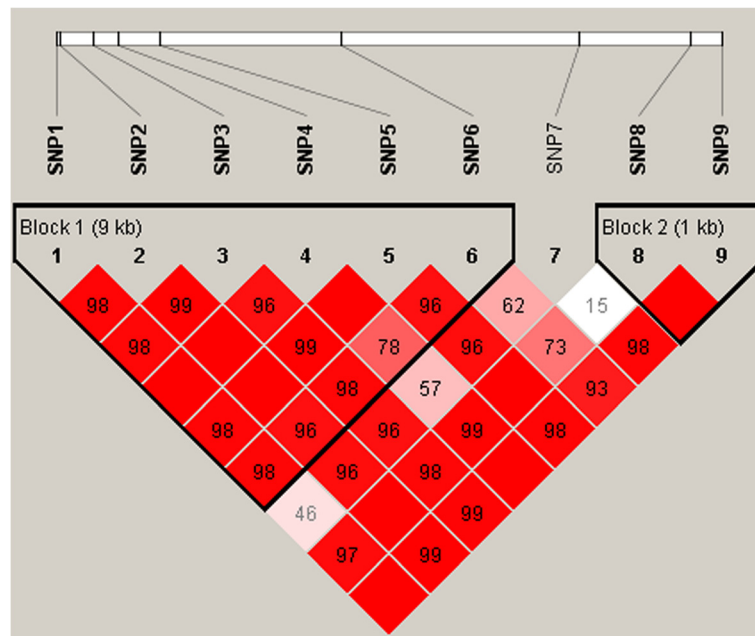 SNP1 SNP2 SNP3 SNP4 SNP5 SNP6 SNP7 SNP8 SNP9
Block 1 (9 kb) Block 2 (1 kb)
1 2 3 4 5 6 7 8 9
98 99 96 96 62 15
98 99 78 96 73 98
98 57 93
98 96 96 99 98
98 96 98
46 99
97 99